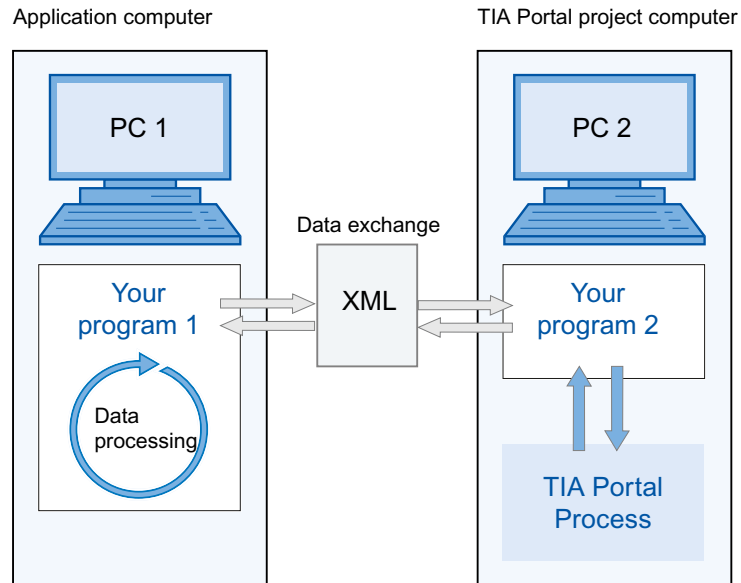 Application computer
TIA Portal project computer
PC 1
PC 2
Data exchange
Your
program 1
XML
Your
program 2
Data
processing
TIA Portal
Process